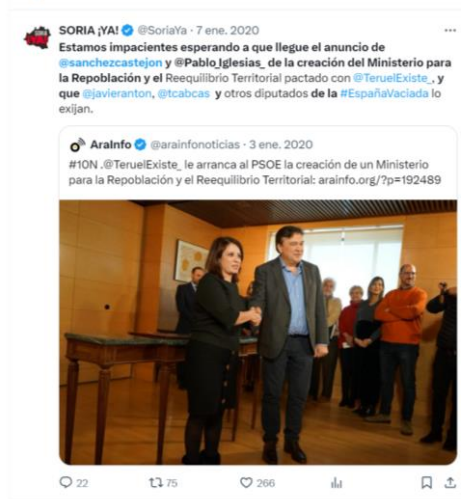 SORIA ¡YA! @SoriaYa · 7 ene. 2020
Estamos impacientes esperando a que llegue el anuncio de
@sanchezcastejon y @Pablo_Iglesias_ de la creación del Ministerio para
la Repoblación y el Reequilibrio Territorial pactado con @TeruelExiste_, y
que @javieranton, @tcabcas y otros diputados de la #EspañaVaciada lo
exijan.
AraInfo @arainfonoticias · 3 ene. 2020
#10N .@TeruelExiste_ le arranca al PSOE la creación de un Ministerio
para la Repoblación y el Reequilibrio Territorial: arainfo.org/?p=192489
22 75 266